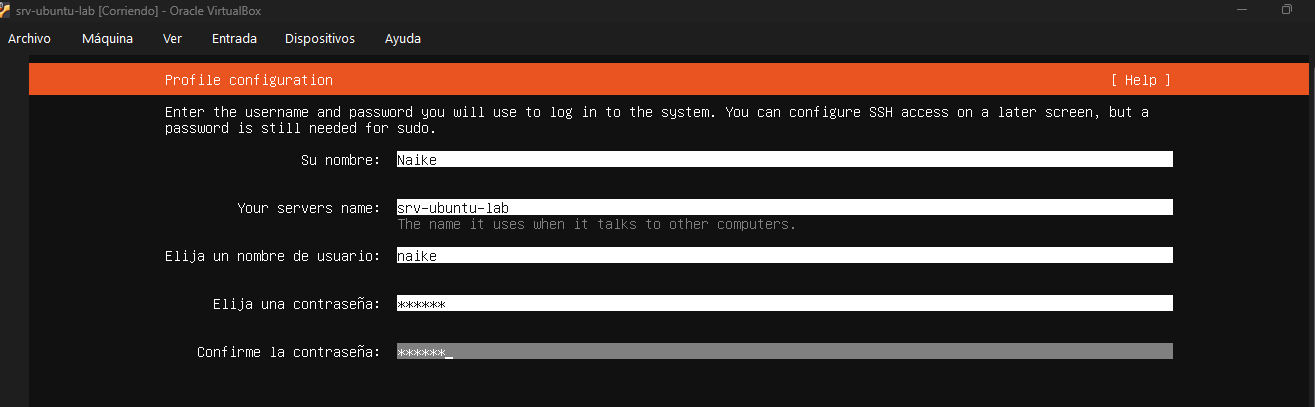 srv-ubuntu-lab [Corriendo] - Oracle VirtualBox
Archivo Máquina Ver Entrada Dispositivos Ayuda
Profile configuration [ Help ]
Enter the username and password you will use to log in to the system. You can configure SSH access on a later screen, but a
password is still needed for sudo.
Su nombre: Naike
Your servers name: srv-ubuntu-lab
The name it uses when it talks to other computers.
Elija un nombre de usuario: naike
Elija una contraseña: ******
Confirme la contraseña: ******_